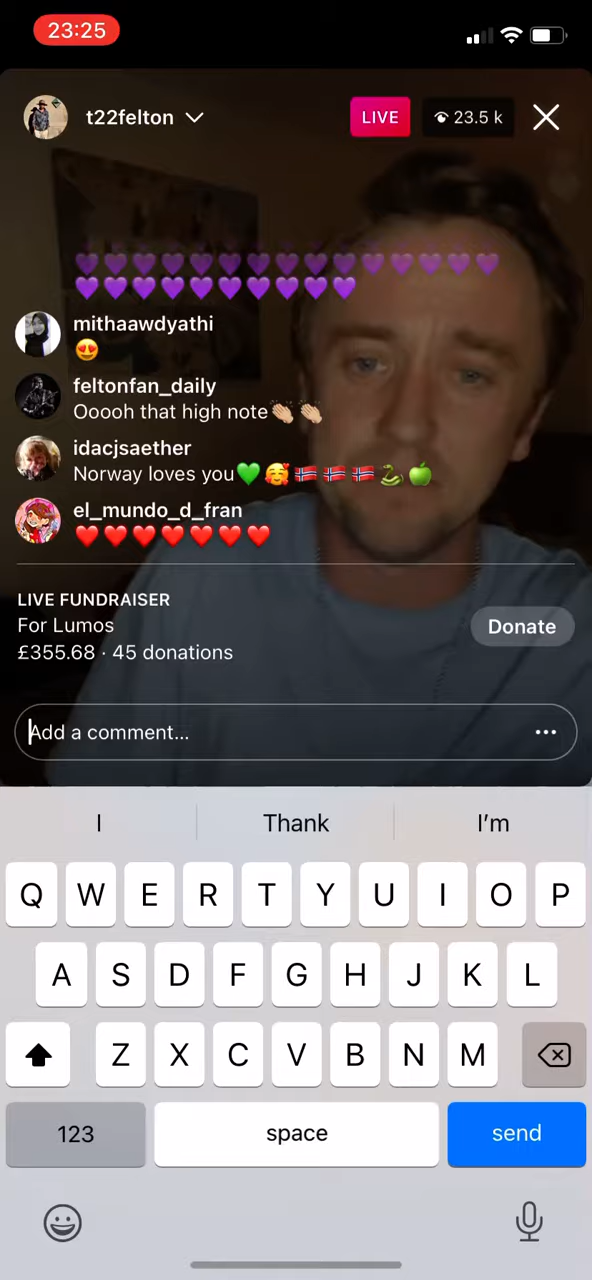 23:25
t22felton
LIVE
23.5 k
💜💜💜💜💜💜💜💜💜💜💜💜💜💜💜
💜💜💜💜💜💜💜💜💜💜
mithaawdyathi
😍
feltonfan_daily
Ooooh that high note👏🏻👏🏻
idacjsaether
Norway loves you💚🥰🇳🇴🇳🇴🇳🇴🐍🍏
el_mundo_d_fran
❤️❤️❤️❤️❤️❤️❤️
LIVE FUNDRAISER
For Lumos
£355.68 · 45 donations
Donate
Add a comment...
I Thank I'm
Q W E R T Y U I O P
A S D F G H J K L
Z X C V B N M
123 space send